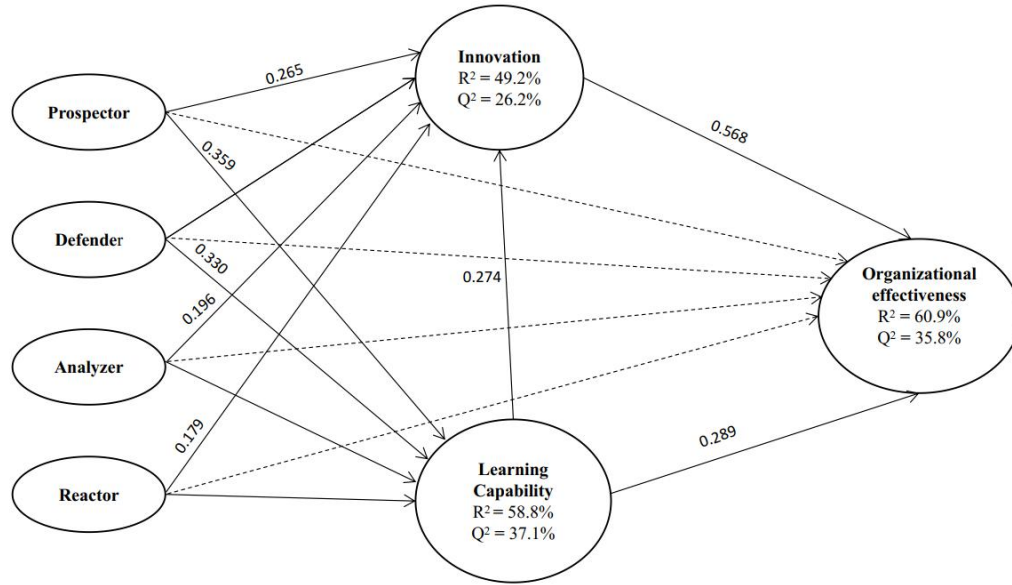 Prospector
Defender
Analyzer
Reactor
Innovation
R² = 49.2%
Q² = 26.2%
Learning
Capability
R² = 58.8%
Q² = 37.1%
Organizational
effectiveness
R² = 60.9%
Q² = 35.8%
0.265
0.359
0.330
0.196
0.179
0.274
0.568
0.289